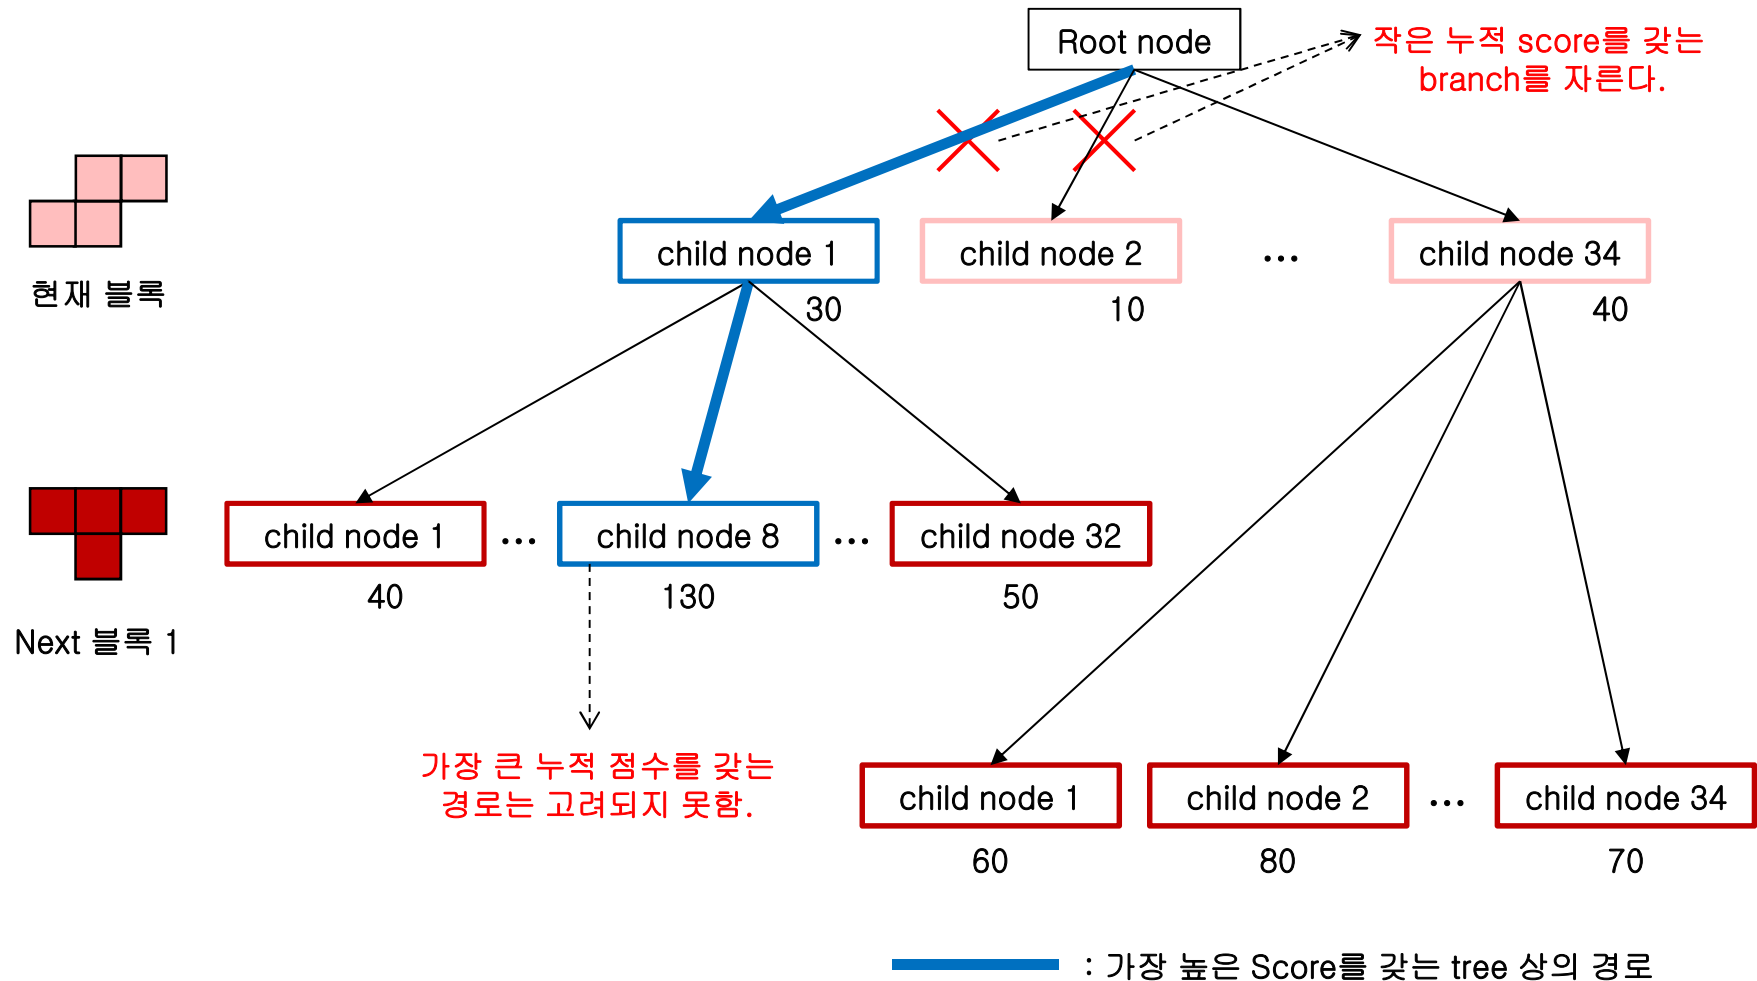 Root node
작은 누적 score를 갖는
branch를 자른다.
child node 1
child node 2
...
child node 34
현재 블록
30
10
40
child node 1
...
child node 8
...
child node 32
40
130
50
Next 블록 1
가장 큰 누적 점수를 갖는
경로는 고려되지 못함.
child node 1
child node 2
...
child node 34
60
80
70
: 가장 높은 Score를 갖는 tree 상의 경로